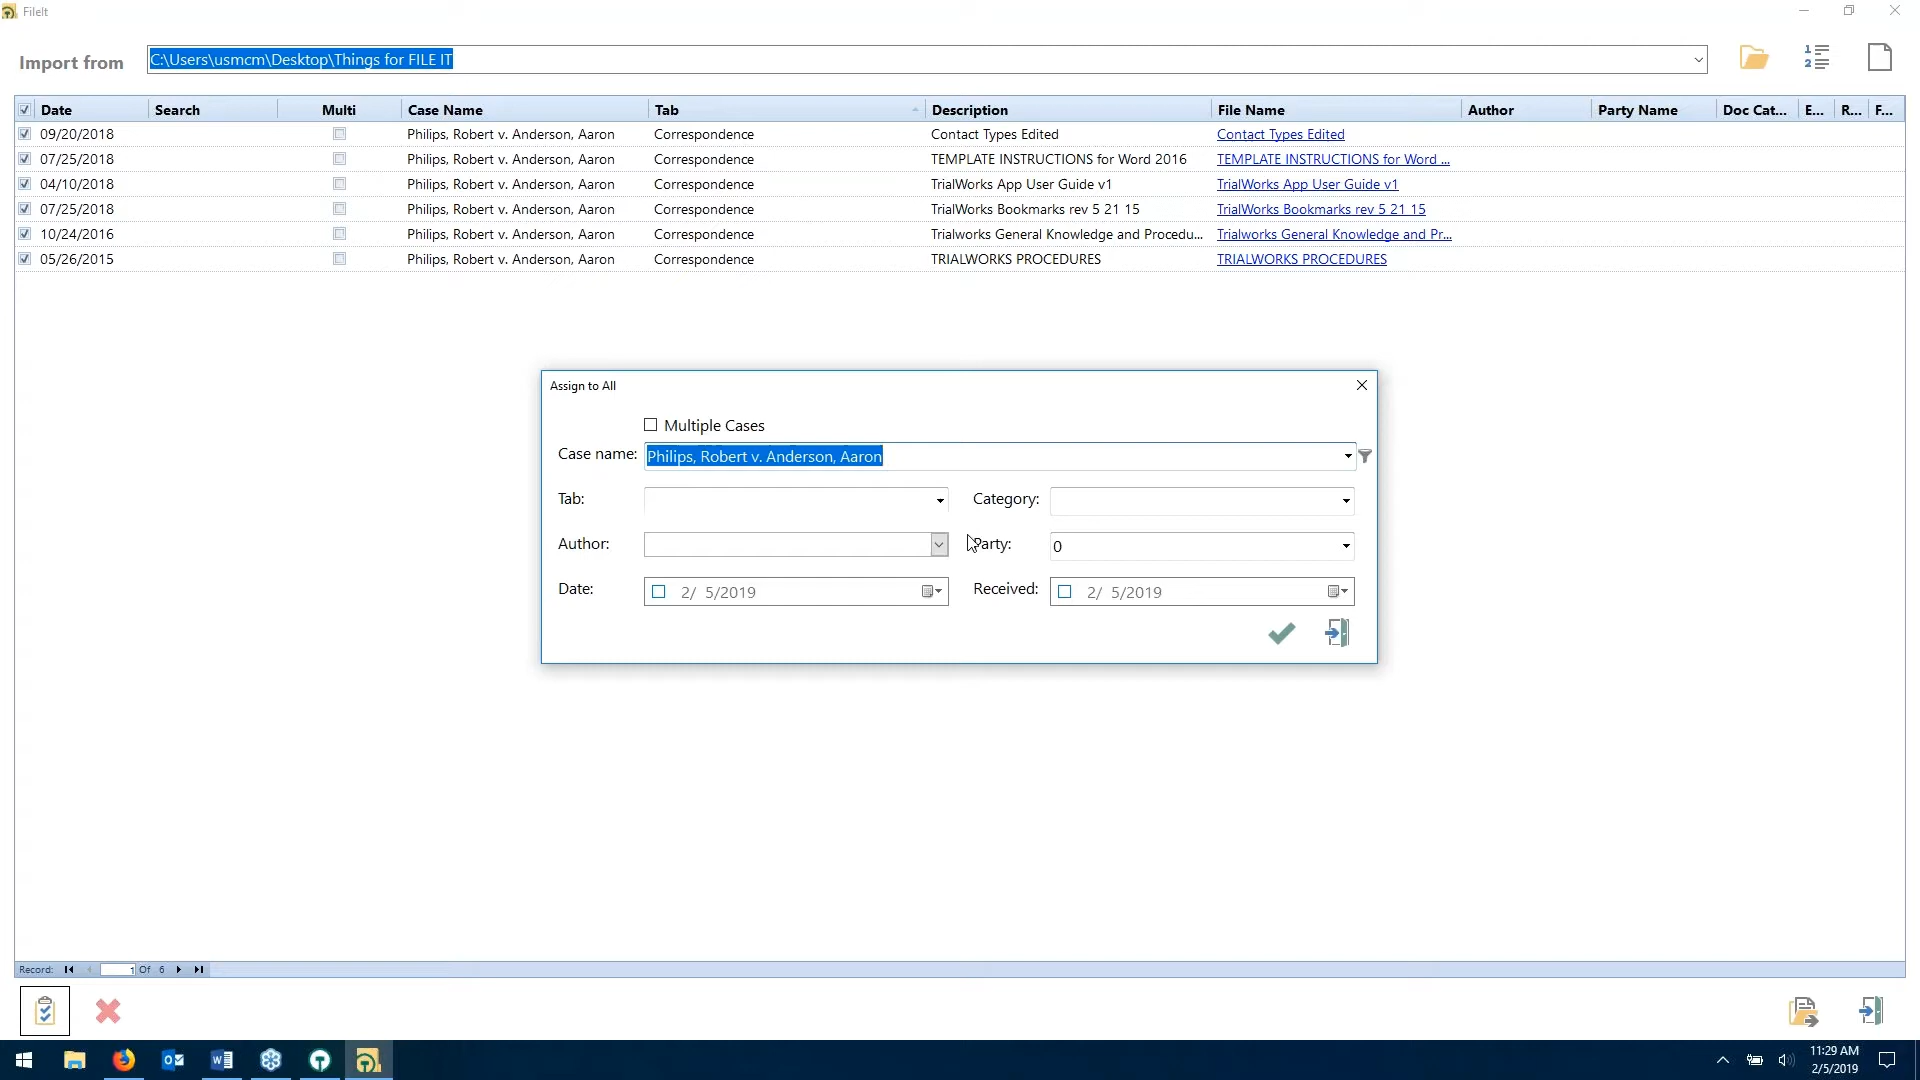 FileIt
Import from C:\Users\usmcm\Desktop\Things for FILE IT
Date Search Multi Case Name Tab Description File Name Author Party Name Doc Cat... E... R... F...
09/20/2018 Philips, Robert v. Anderson, Aaron Correspondence Contact Types Edited Contact Types Edited
07/25/2018 Philips, Robert v. Anderson, Aaron Correspondence TEMPLATE INSTRUCTIONS for Word 2016 TEMPLATE INSTRUCTIONS for Word ...
04/10/2018 Philips, Robert v. Anderson, Aaron Correspondence TrialWorks App User Guide v1 TrialWorks App User Guide v1
07/25/2018 Philips, Robert v. Anderson, Aaron Correspondence TrialWorks Bookmarks rev 5 21 15 TrialWorks Bookmarks rev 5 21 15
10/24/2016 Philips, Robert v. Anderson, Aaron Correspondence Trialworks General Knowledge and Procedu... Trialworks General Knowledge and Pr...
05/26/2015 Philips, Robert v. Anderson, Aaron Correspondence TRIALWORKS PROCEDURES TRIALWORKS PROCEDURES
Assign to All
Multiple Cases
Case name: Philips, Robert v. Anderson, Aaron
Tab: Category:
Author: Party: 0
Date: 2/ 5/2019 Received: 2/ 5/2019
Record: 1 Of 6
11:29 AM
2/5/2019